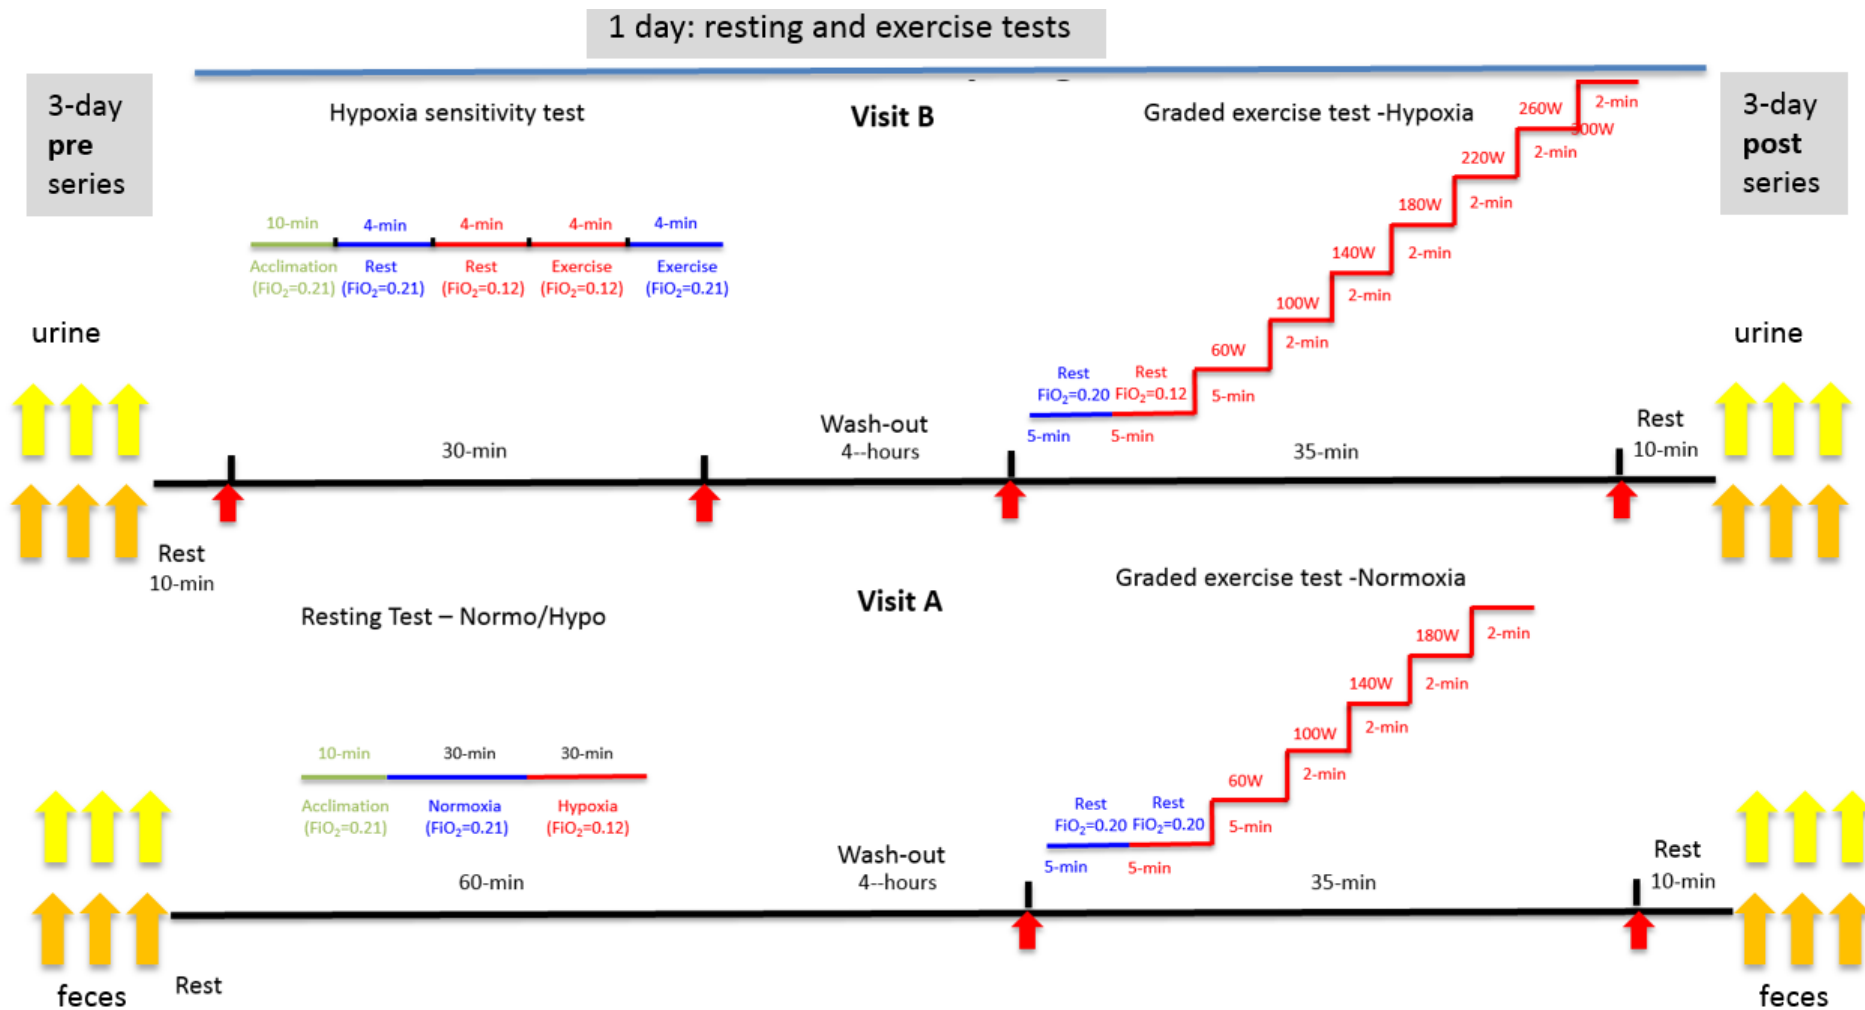 1 day: resting and exercise tests
3-day
pre
series
Hypoxia sensitivity test
Visit B
Graded exercise test -Hypoxia
3-day
post
series
10-min
4-min
4-min
4-min
4-min
Acclimation
(FiO₂=0.21)
Rest
(FiO₂=0.21)
Rest
(FiO₂=0.12)
Exercise
(FiO₂=0.12)
Exercise
(FiO₂=0.21)
Rest
FiO₂=0.20
5-min
Rest
FiO₂=0.12
5-min
60W
5-min
100W
2-min
140W
2-min
180W
2-min
220W
2-min
260W
2-min
300W
2-min
urine
urine
30-min
Wash-out
4--hours
35-min
Rest
10-min
Rest
10-min
Resting Test – Normo/Hypo
Visit A
Graded exercise test -Normoxia
10-min
30-min
30-min
Acclimation
(FiO₂=0.21)
Normoxia
(FiO₂=0.21)
Hypoxia
(FiO₂=0.12)
Rest
FiO₂=0.20
5-min
Rest
FiO₂=0.20
5-min
60W
5-min
100W
2-min
140W
2-min
180W
2-min
2-min
60-min
Wash-out
4--hours
35-min
Rest
10-min
feces
Rest
feces